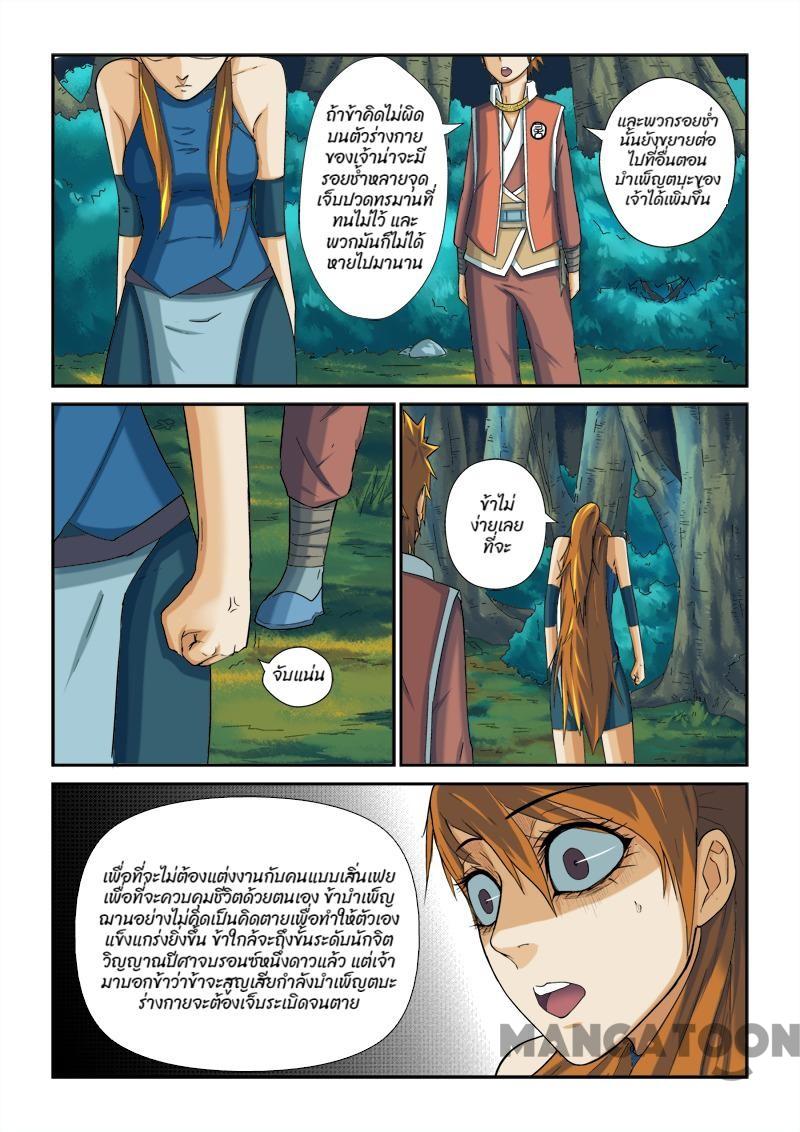 ถ้าข้าคิดไม่ผิด
บนตัวร่างกาย
ของเจ้าน่าจะมี
รอยช้ำหลายจุด
เจ็บปวดทรมานที่
ทนไม่ไว้ และ
พวกมันก็ไม่ได้
หายไปมานาน
และพวกรอยช้ำ
นั้นยังขยายต่อ
ไปที่อื่นตอน
บำเพ็ญตบะของ
เจ้าได้เพิ่มขึ้น
จับแน่น
ข้าไม่
ง่ายเลย
ที่จะ
เพื่อที่จะไม่ต้องแต่งงานกับคนแบบเสิ่นเฟย
เพื่อที่จะควบคุมชีวิตด้วยตนเอง ข้าบำเพ็ญ
ฌานอย่างไม่คิดเป็นคิดตายเพื่อทำให้ตัวเอง
แข็งแกร่งยิ่งขึ้น ข้าใกล้จะถึงขั้นระดับนักจิต
วิญญาณปีศาจบรอนซ์หนึ่งดาวแล้ว แต่เจ้า
มาบอกข้าว่าข้าจะสูญเสียกำลังบำเพ็ญตบะ
ร่างกายจะต้องเจ็บระเบิดจนตาย
MANGATOON